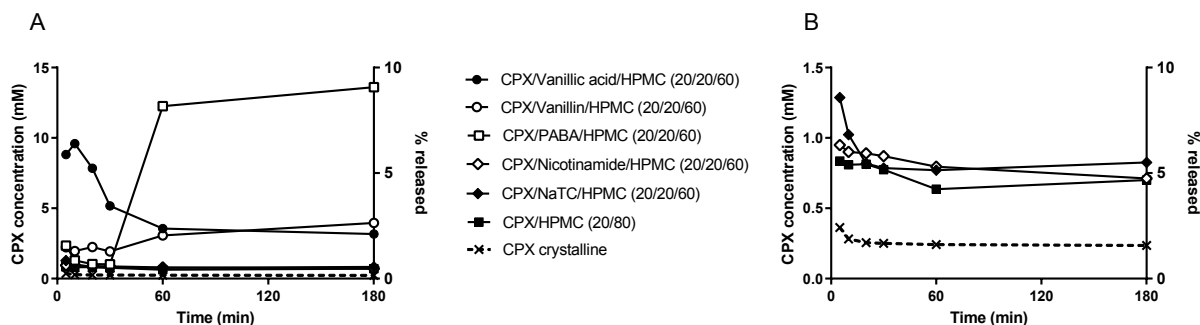 A
B
15
10
5
0
CPX concentration (mM)
10
5
0
% released
0
60
120
180
Time (min)
CPX/Vanillic acid/HPMC (20/20/60)
CPX/Vanillin/HPMC (20/20/60)
CPX/PABA/HPMC (20/20/60)
CPX/Nicotinamide/HPMC (20/20/60)
CPX/NaTC/HPMC (20/20/60)
CPX/HPMC (20/80)
CPX crystalline
1.5
1.0
0.5
0.0
CPX concentration (mM)
10
5
0
% released
0
60
120
180
Time (min)